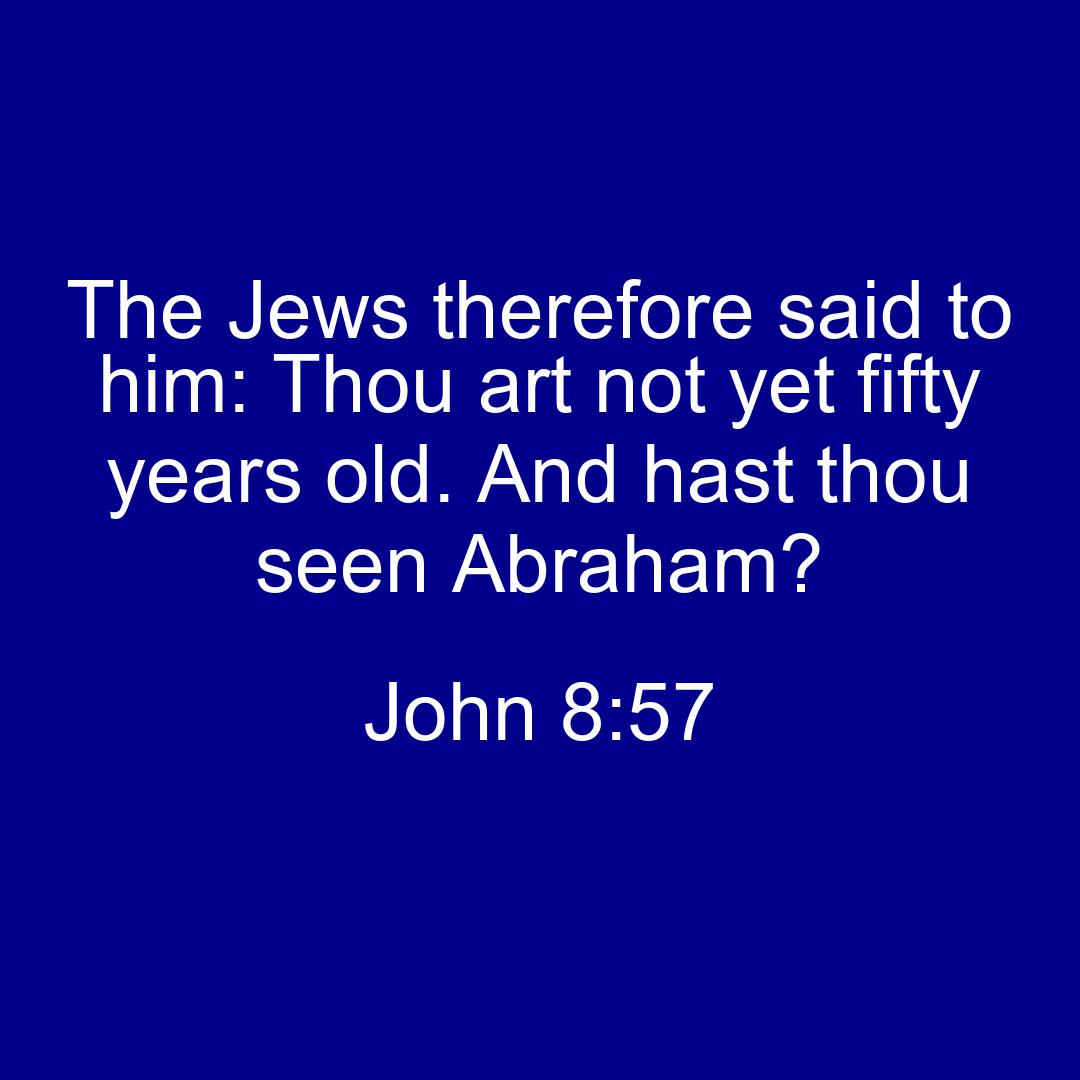 The Jews therefore said to
him: Thou art not yet fifty
years old. And hast thou
seen Abraham?
John 8:57